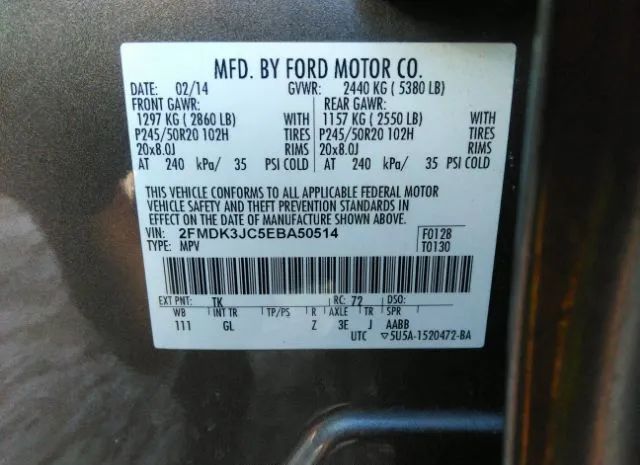 MFD. BY FORD MOTOR CO.
DATE: 02/14 GVWR: 2440 KG ( 5380 LB)
FRONT GAWR: REAR GAWR:
1297 KG ( 2860 LB) WITH 1157 KG ( 2550 LB) WITH
P245/50R20 102H TIRES P245/50R20 102H TIRES
20x8.0J RIMS 20x8.0J RIMS
AT 240 kPa/ 35 PSI COLD AT 240 kPa/ 35 PSI COLD
THIS VEHICLE CONFORMS TO ALL APPLICABLE FEDERAL MOTOR
VEHICLE SAFETY AND THEFT PREVENTION STANDARDS IN
EFFECT ON THE DATE OF MANUFACTURE SHOWN ABOVE.
VIN: 2FMDK3JC5EBA50514 F0128
TYPE: MPV T0130
EXT PNT: TK RC: 72 DSO:
WB INT TR TP/PS R AXLE TR SPR
111 GL Z 3E J AABB
UTC ▽5U5A-1520472-BA